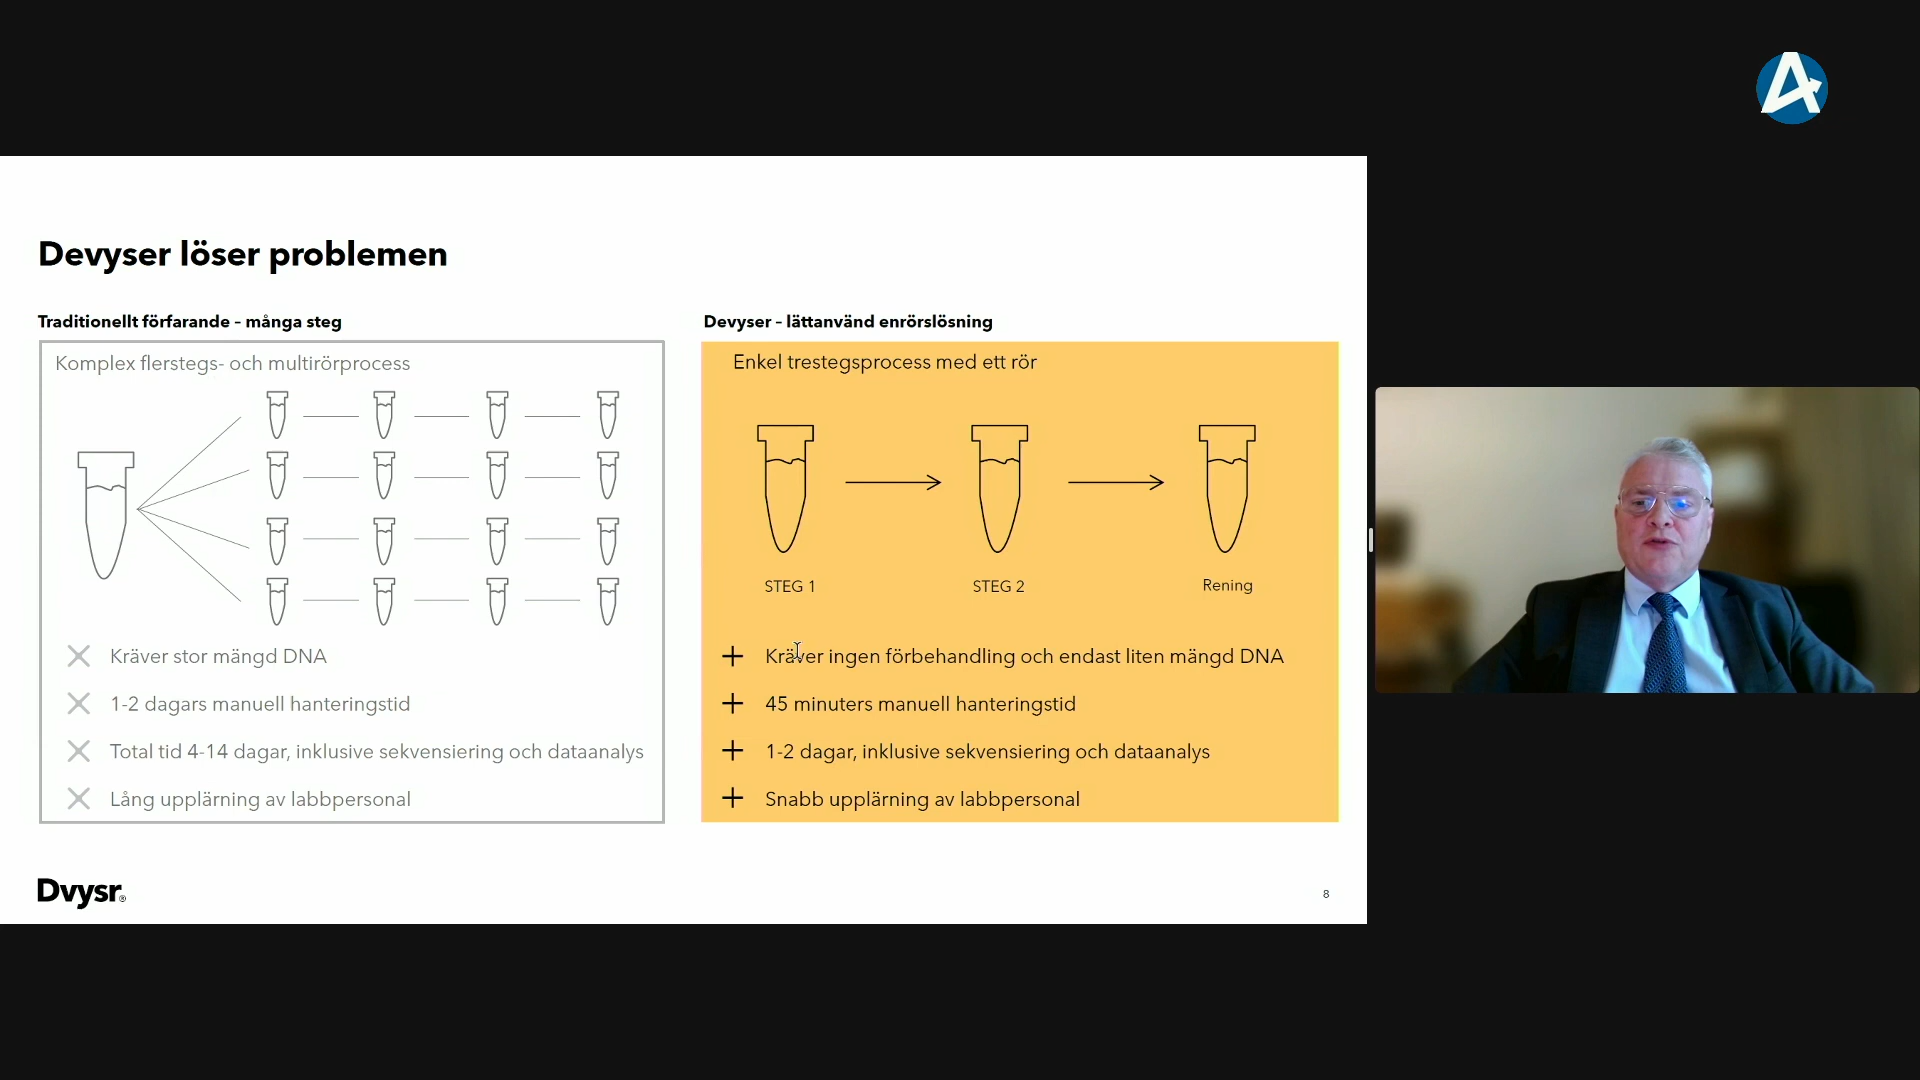 Devyser löser problemen
Traditionellt förfarande – många steg
Komplex flerstegs- och multirörprocess
Kräver stor mängd DNA
1-2 dagars manuell hanteringstid
Total tid 4-14 dagar, inklusive sekvensiering och dataanalys
Lång upplärning av labbpersonal
Devyser – lättanvänd enrörslösning
Enkel trestegsprocess med ett rör
STEG 1
STEG 2
Rening
Kräver ingen förbehandling och endast liten mängd DNA
45 minuters manuell hanteringstid
1-2 dagar, inklusive sekvensiering och dataanalys
Snabb upplärning av labbpersonal
Dvysr®
8